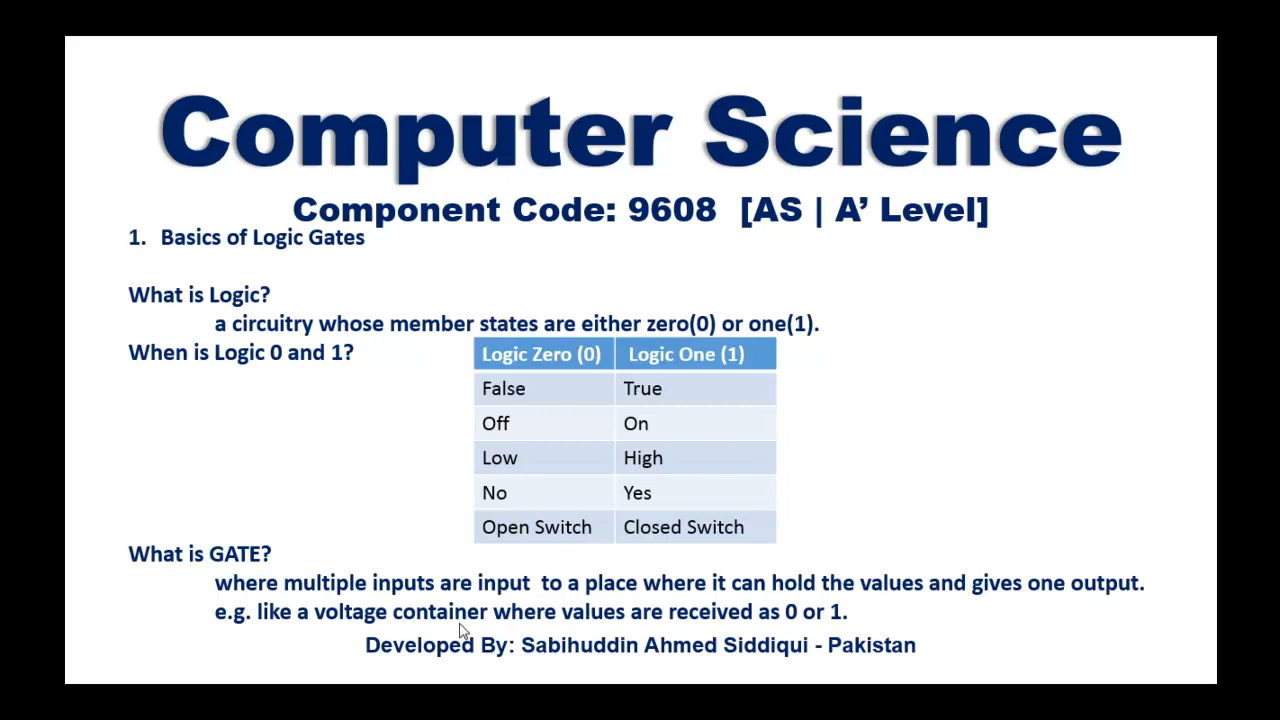 Computer Science
Component Code: 9608 [AS | A’ Level]
1. Basics of Logic Gates
What is Logic?
a circuitry whose member states are either zero(0) or one(1).
When is Logic 0 and 1?
Logic Zero (0) Logic One (1)
False True
Off On
Low High
No Yes
Open Switch Closed Switch
What is GATE?
where multiple inputs are input to a place where it can hold the values and gives one output.
e.g. like a voltage container where values are received as 0 or 1.
Developed By: Sabihuddin Ahmed Siddiqui - Pakistan